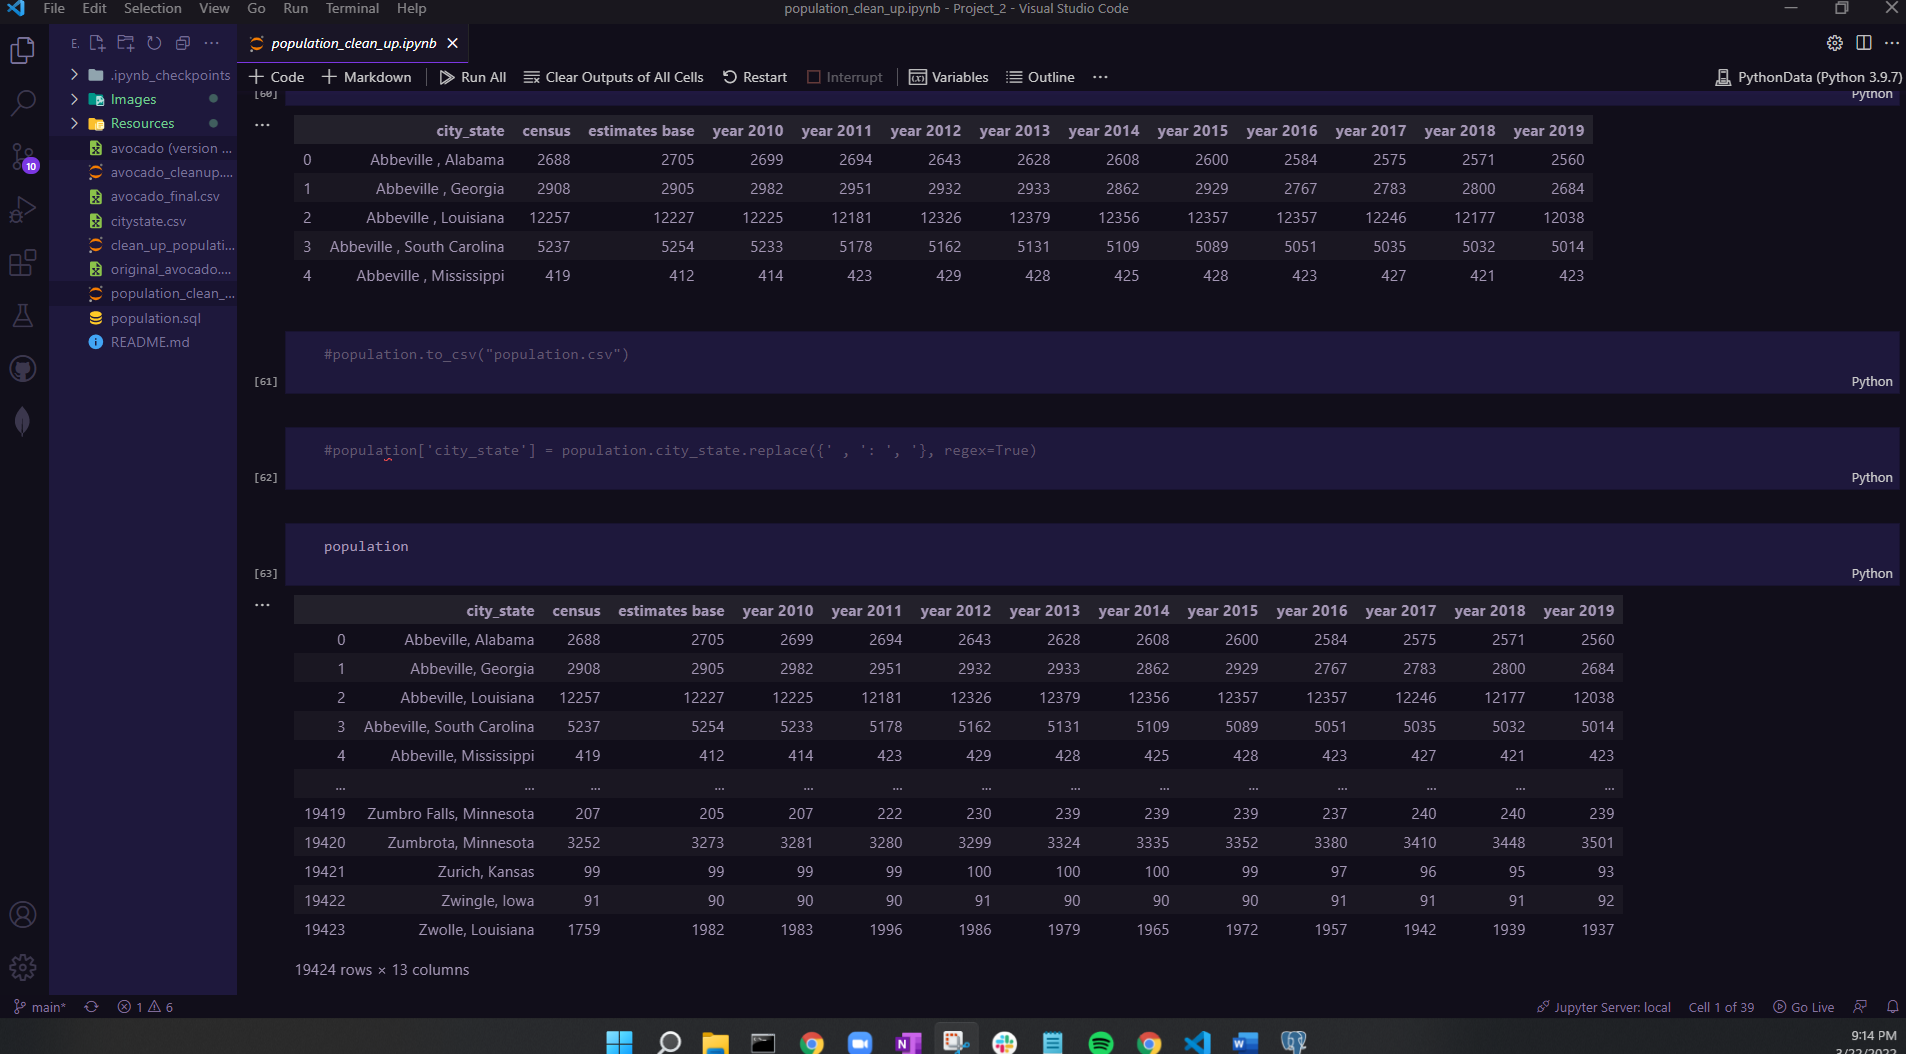 File Edit Selection View Go Run Terminal Help population_clean_up.ipynb - Project_2 - Visual Studio Code
E.
population_clean_up.ipynb
+ Code + Markdown Run All Clear Outputs of All Cells Restart Interrupt Variables Outline ... PythonData (Python 3.9.7)
.ipynb_checkpoints
Images
Resources
avocado (version ...
avocado_cleanup....
avocado_final.csv
citystate.csv
clean_up_populati...
original_avocado....
population_clean_...
population.sql
README.md
10
[60] Python
city_state census estimates base year 2010 year 2011 year 2012 year 2013 year 2014 year 2015 year 2016 year 2017 year 2018 year 2019
0 Abbeville , Alabama 2688 2705 2699 2694 2643 2628 2608 2600 2584 2575 2571 2560
1 Abbeville , Georgia 2908 2905 2982 2951 2932 2933 2862 2929 2767 2783 2800 2684
2 Abbeville , Louisiana 12257 12227 12225 12181 12326 12379 12356 12357 12357 12246 12177 12038
3 Abbeville , South Carolina 5237 5254 5233 5178 5162 5131 5109 5089 5051 5035 5032 5014
4 Abbeville , Mississippi 419 412 414 423 429 428 425 428 423 427 421 423
#population.to_csv("population.csv")
[61] Python
#population['city_state'] = population.city_state.replace({' , ': ', '}, regex=True)
[62] Python
population
[63] Python
city_state census estimates base year 2010 year 2011 year 2012 year 2013 year 2014 year 2015 year 2016 year 2017 year 2018 year 2019
0 Abbeville, Alabama 2688 2705 2699 2694 2643 2628 2608 2600 2584 2575 2571 2560
1 Abbeville, Georgia 2908 2905 2982 2951 2932 2933 2862 2929 2767 2783 2800 2684
2 Abbeville, Louisiana 12257 12227 12225 12181 12326 12379 12356 12357 12357 12246 12177 12038
3 Abbeville, South Carolina 5237 5254 5233 5178 5162 5131 5109 5089 5051 5035 5032 5014
4 Abbeville, Mississippi 419 412 414 423 429 428 425 428 423 427 421 423
... ... ... ... ... ... ... ... ... ... ... ... ... ...
19419 Zumbro Falls, Minnesota 207 205 207 222 230 239 239 239 237 240 240 239
19420 Zumbrota, Minnesota 3252 3273 3281 3280 3299 3324 3335 3352 3380 3410 3448 3501
19421 Zurich, Kansas 99 99 99 99 100 100 100 99 97 96 95 93
19422 Zwingle, Iowa 91 90 90 90 91 90 90 90 91 91 91 92
19423 Zwolle, Louisiana 1759 1982 1983 1996 1986 1979 1965 1972 1957 1942 1939 1937
19424 rows × 13 columns
main* 1 6 Jupyter Server: local Cell 1 of 39 Go Live
9:14 PM
3/22/2022